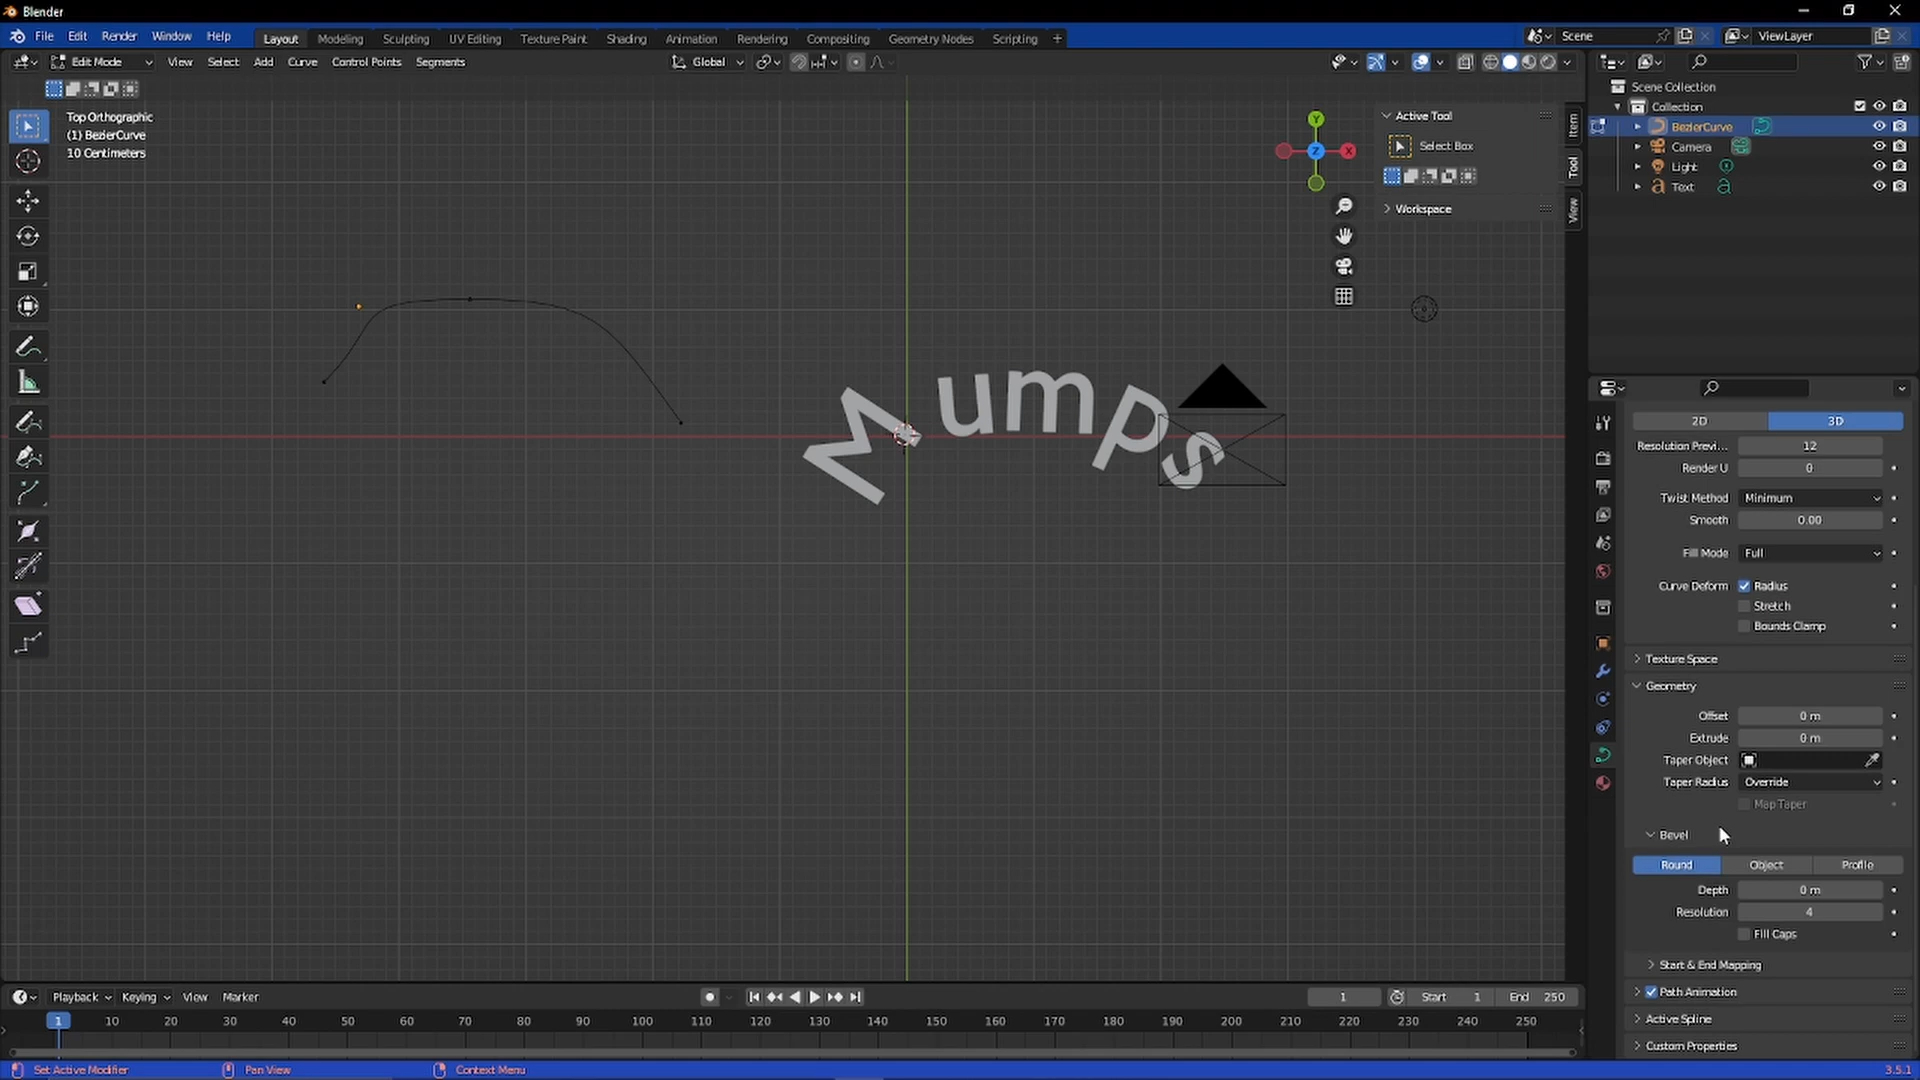 Blender
File Edit Render Window Help Layout Modeling Sculpting UV Editing Texture Paint Shading Animation Rendering Compositing Geometry Nodes Scripting + Scene ViewLayer
Edit Mode View Select Add Curve Control Points Segments Global
Top Orthographic
(1) BezierCurve
10 Centimeters
Y
Z
X
Active Tool
Select Box
Workspace
Item
Tool
View
Scene Collection
Collection
BezierCurve
Camera
Light
Text
Mumps
2D 3D
Resolution Previ... 12
Render U 0
Twist Method Minimum
Smooth 0.00
Fill Mode Full
Curve Deform Radius
Stretch
Bounds Clamp
Texture Space
Geometry
Offset 0 m
Extrude 0 m
Taper Object
Taper Radius Override
Map Taper
Bevel
Round Object Profile
Depth 0 m
Resolution 4
Fill Caps
Start & End Mapping
Path Animation
Active Spline
Custom Properties
Playback Keying View Marker 1 Start 1 End 250
1 10 20 30 40 50 60 70 80 90 100 110 120 130 140 150 160 170 180 190 200 210 220 230 240 250
Set Active Modifier Pan View Context Menu 3.5.1